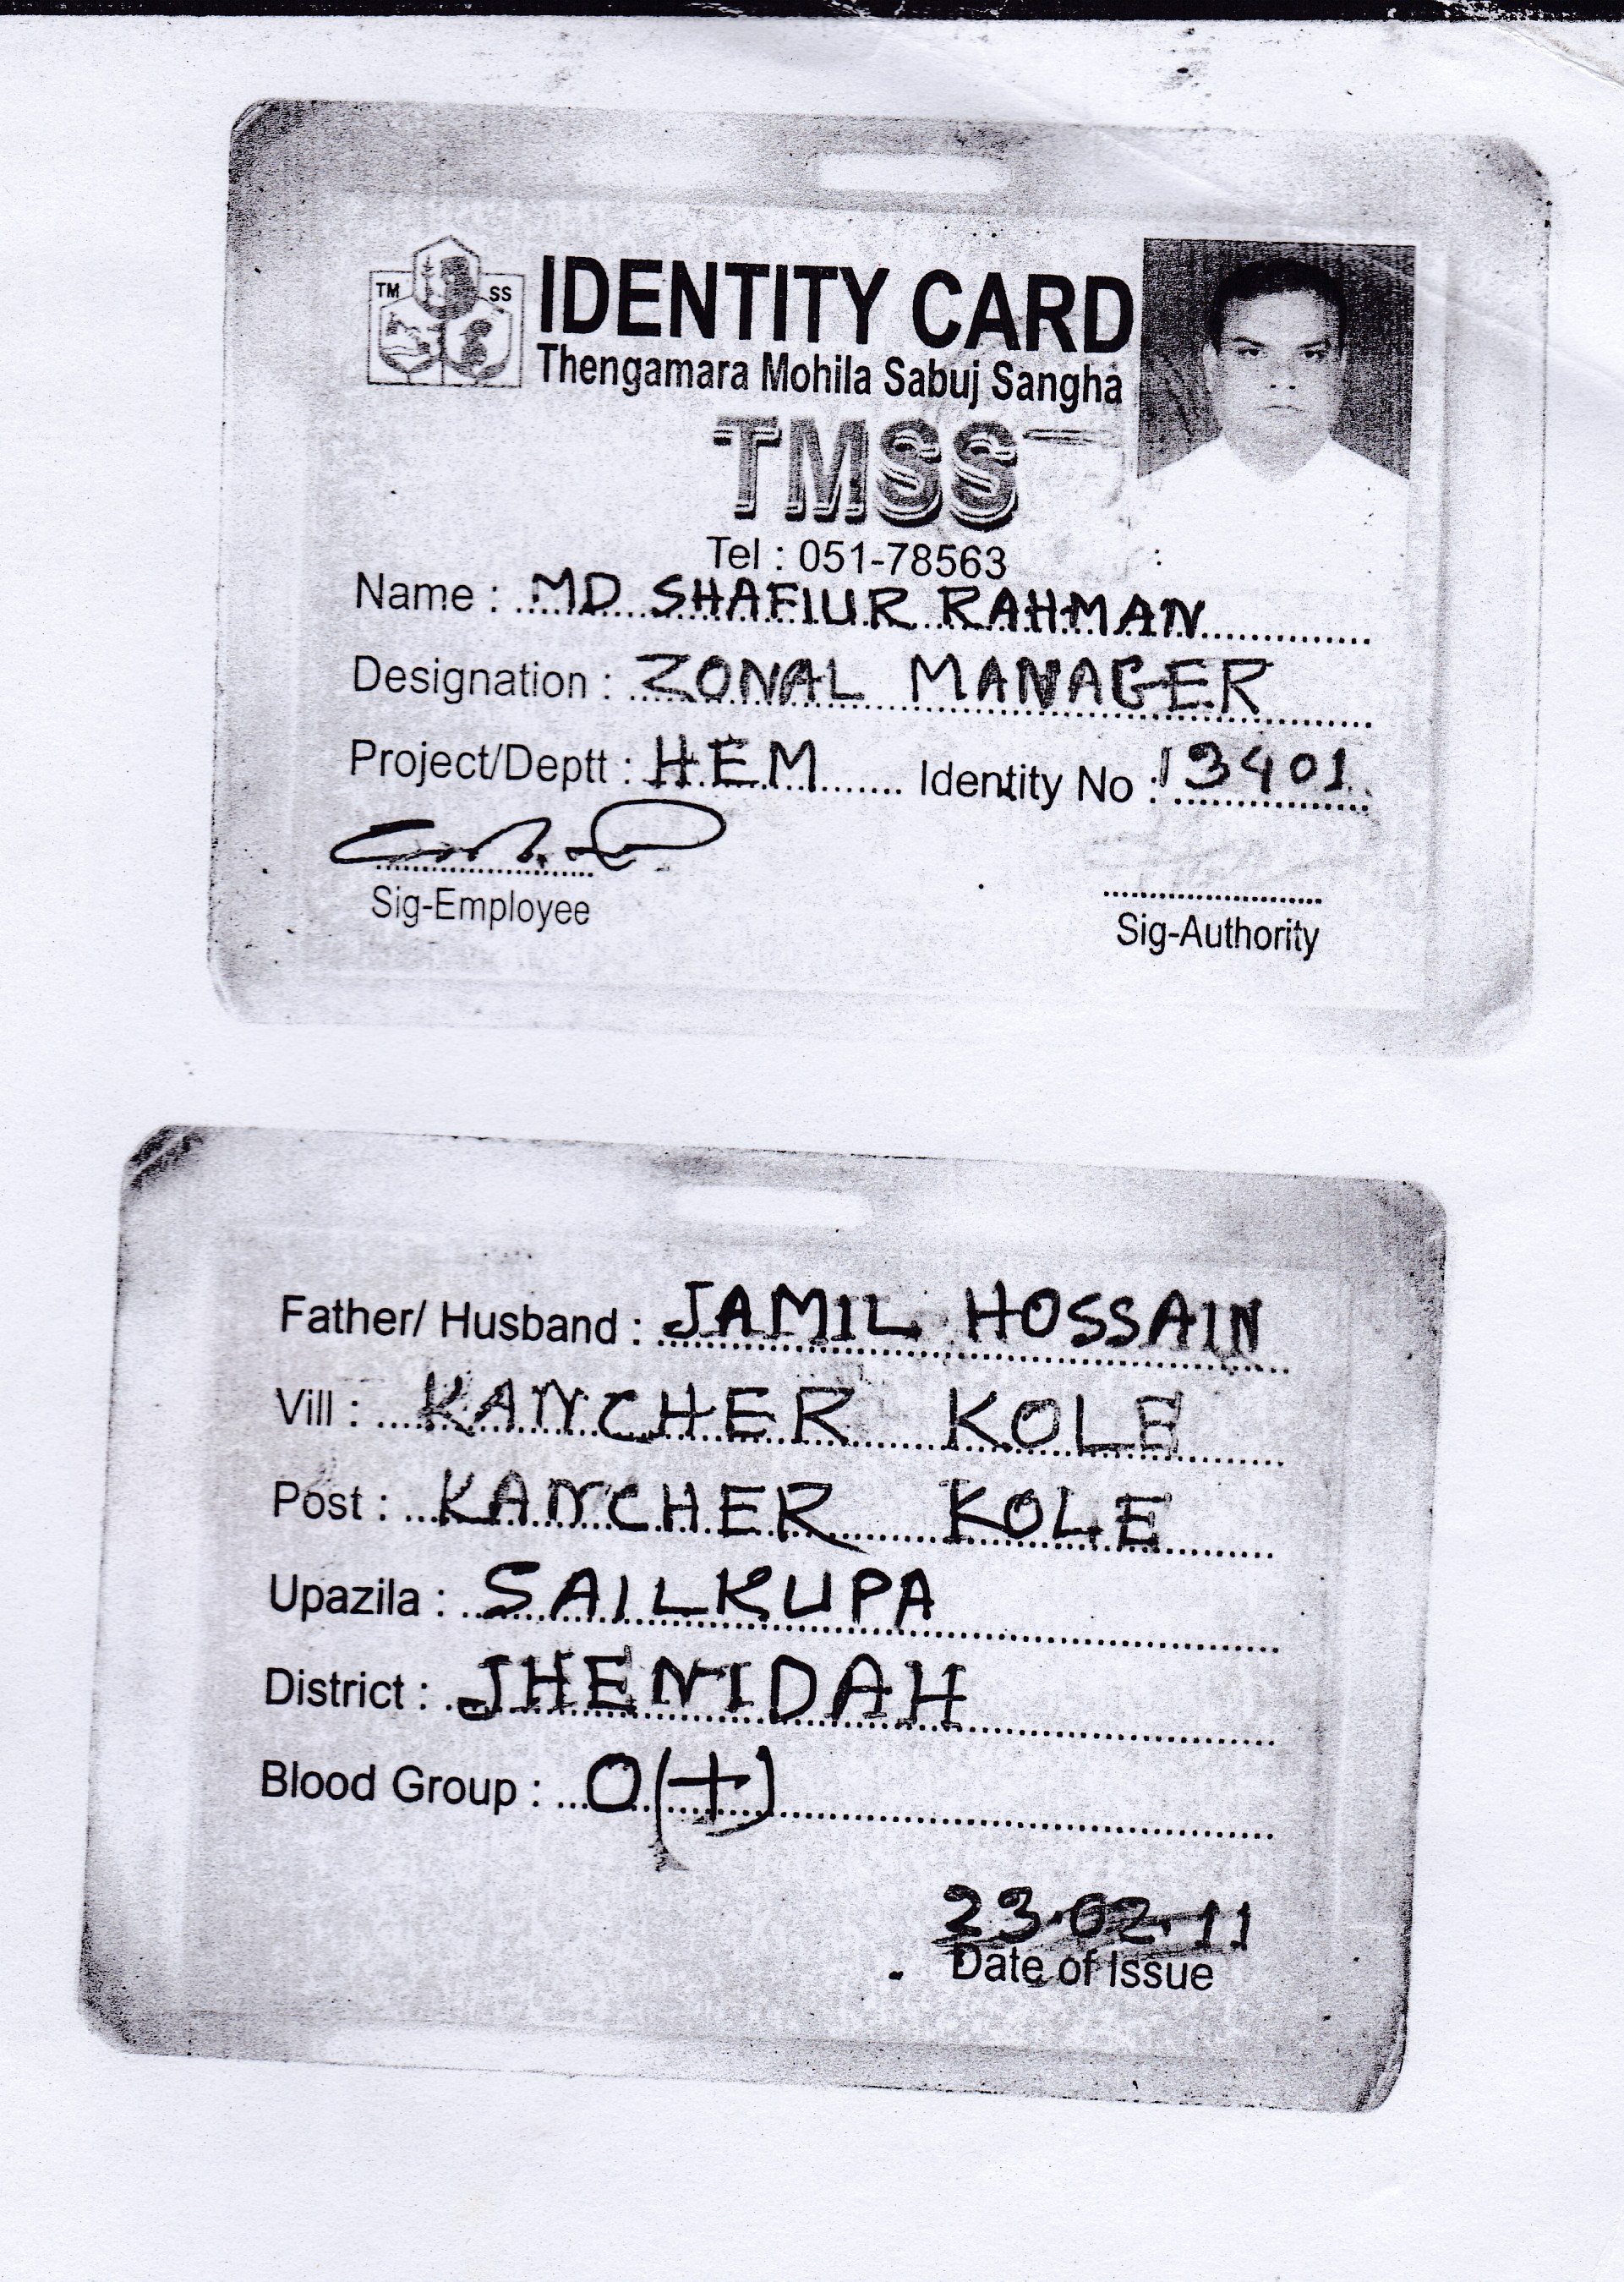 TM SS
IDENTITY CARD
Thengamara Mohila Sabuj Sangha
TMSS
Tel : 051-78563
Name : MD SHAFIUR RAHMAN
Designation : ZONAL MANAGER
Project/Deptt : HEM Identity No : 13401
Sig-Employee
Sig-Authority
Father/ Husband : JAMIL HOSSAIN
Vill : KANCHER KOLE
Post : KANCHER KOLE
Upazila : SAILKUPA
District : JHENIDAH
Blood Group : O(+)
23.02.11
Date of Issue